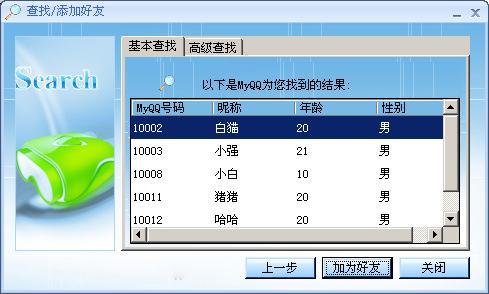 查找/添加好友
Search
基本查找 高级查找
以下是MyQQ为您找到的结果:
MyQQ号码 昵称 年龄 性别
10002 白猫 20 男
10003 小强 21 男
10008 小白 10 男
10011 猪猪 20 男
10012 哈哈 20 男
上一步 加为好友 关闭